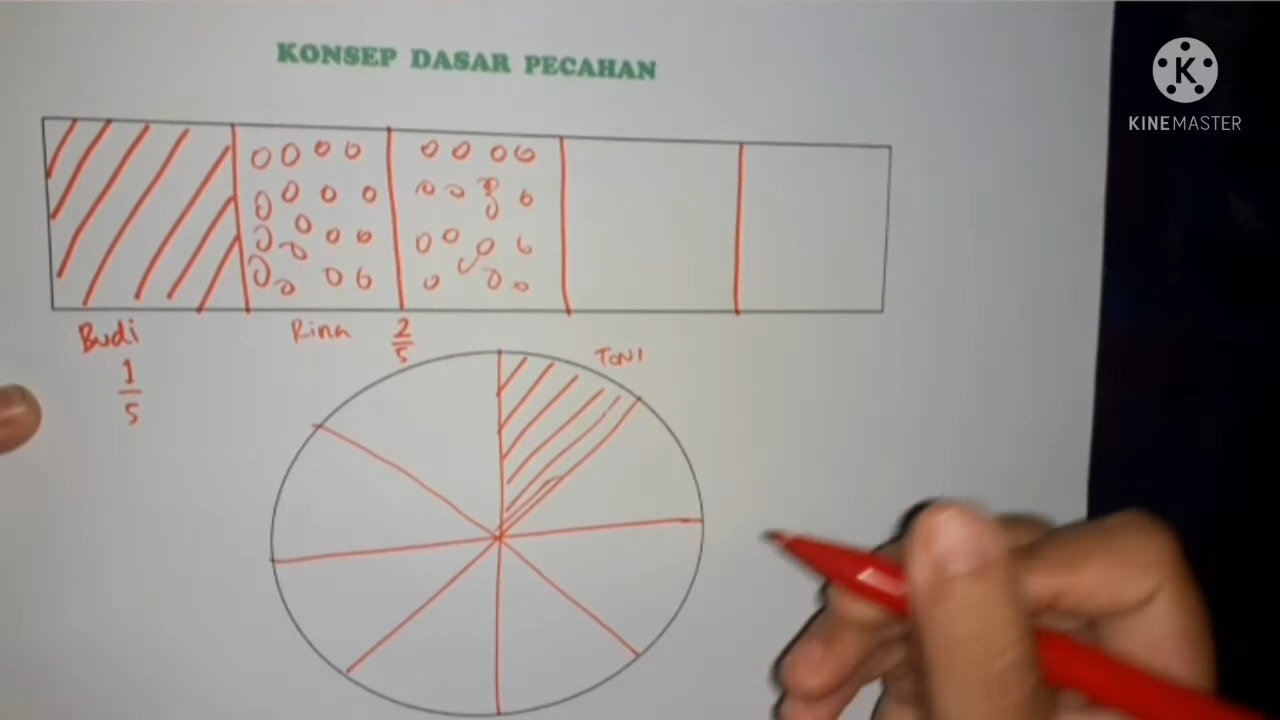 KONSEP DASAR PECAHAN
KINEMASTER
Budi
1/5
Rina
2/5
TONI